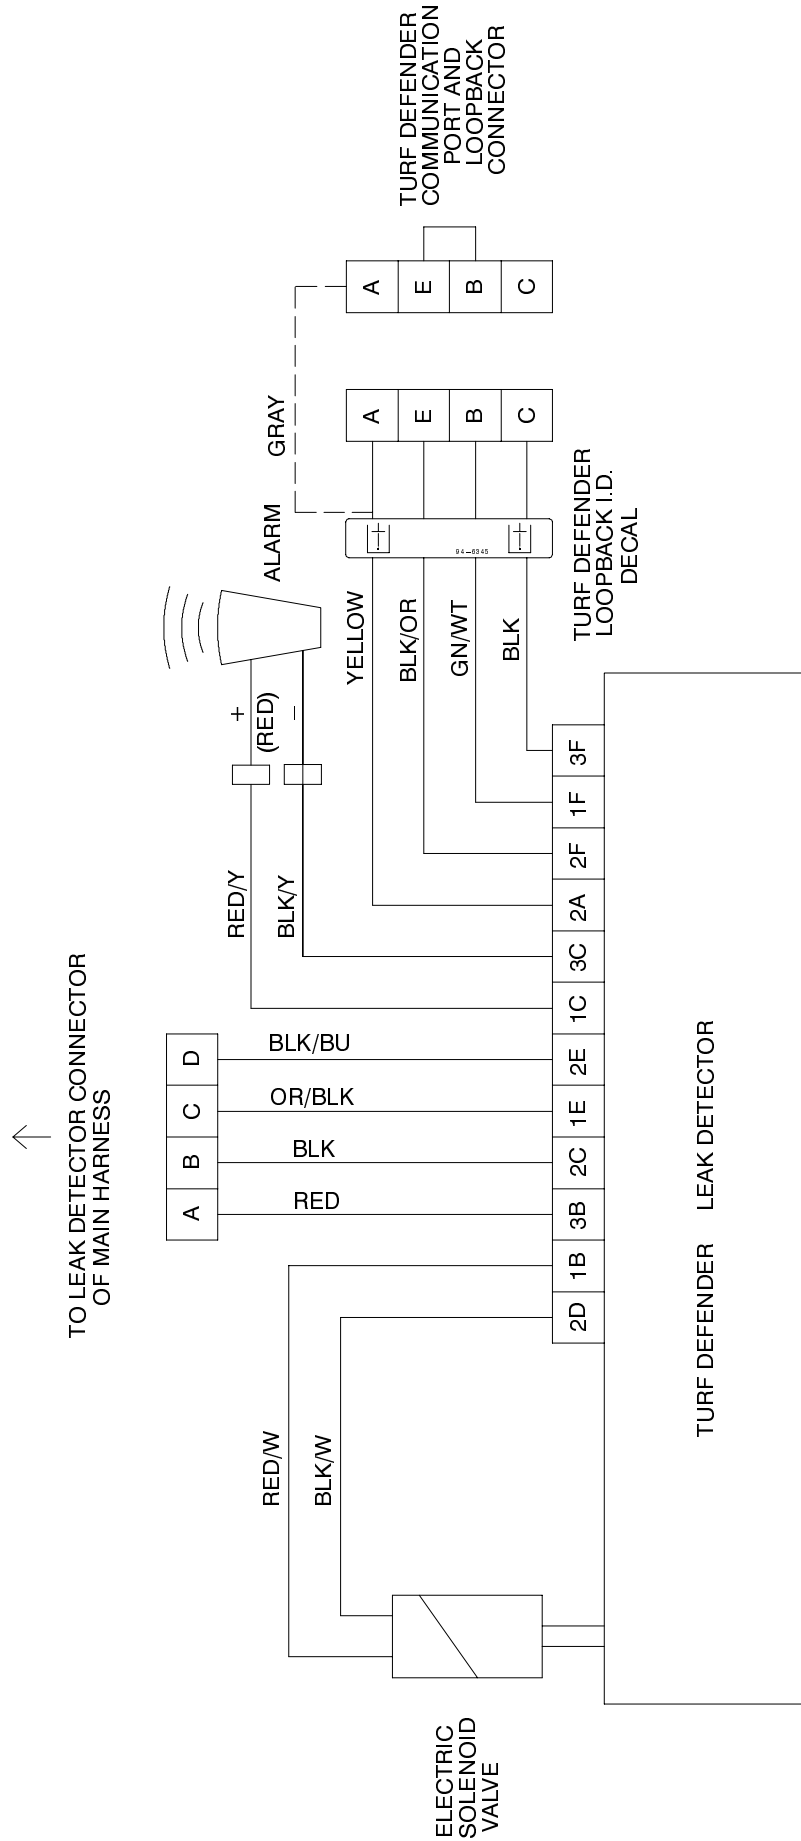 TO LEAK DETECTOR CONNECTOR
OF MAIN HARNESS
A
B
C
D
RED
BLK
OR/BLK
BLK/BU
RED/W
BLK/W
RED/Y
BLK/Y
+
(RED)
–
ALARM
GRAY
YELLOW
BLK/OR
GN/WT
BLK
94-6345
A
E
B
C
A
E
B
C
TURF DEFENDER
COMMUNICATION
PORT AND
LOOPBACK
CONNECTOR
TURF DEFENDER
LOOPBACK I.D.
DECAL
ELECTRIC
SOLENOID
VALVE
2D
1B
3B
2C
1E
2E
1C
3C
2A
2F
1F
3F
TURF DEFENDER LEAK DETECTOR